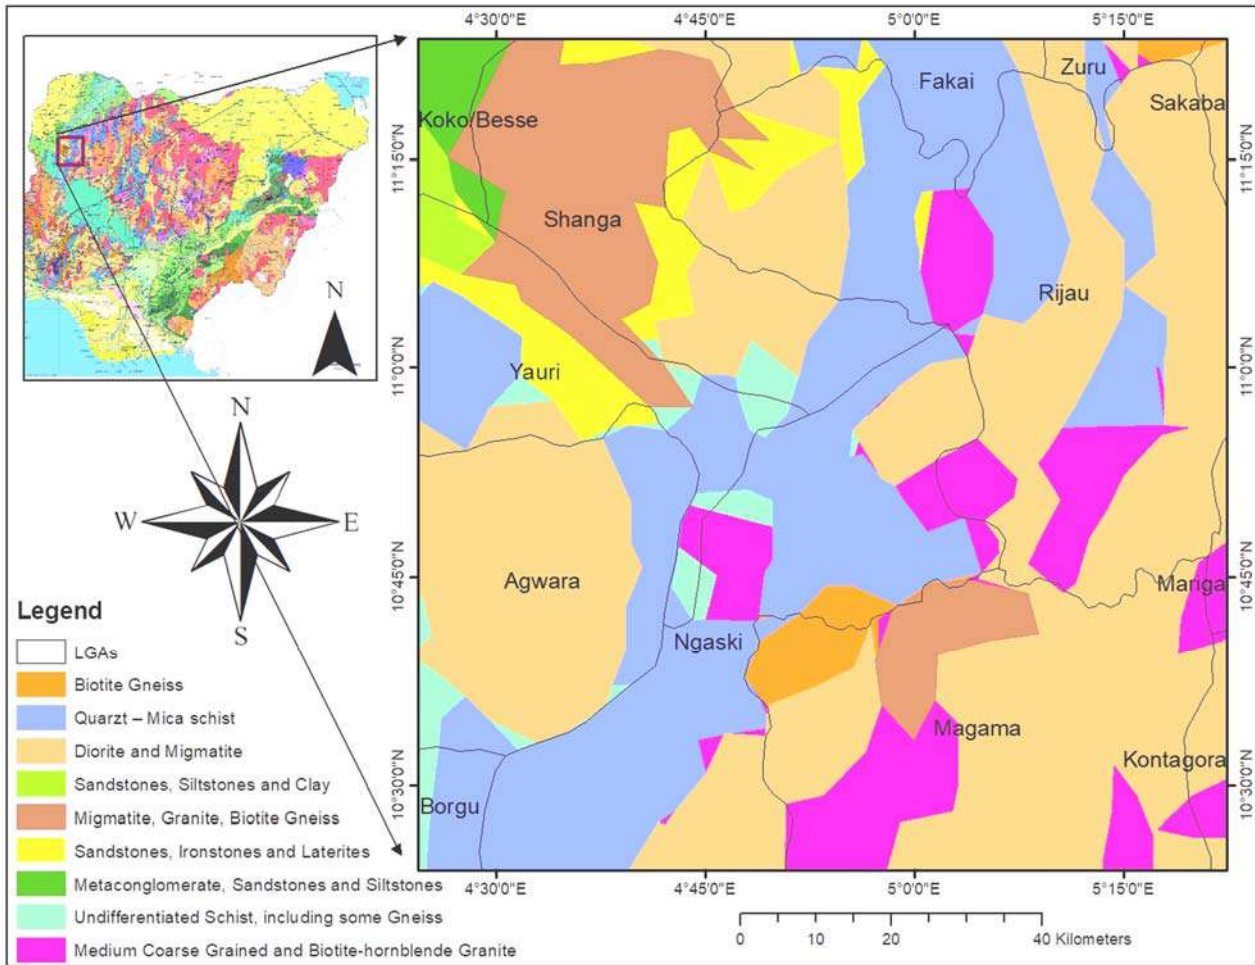 4°30'0"E 4°45'0"E 5°0'0"E 5°15'0"E
Fakai
Zuru
Sakaba
Koko/Besse
11°15'0"N
11°15'0"N
Shanga
Rijau
N
11°0'0"N
11°0'0"N
Yauri
N
W
E
S
Agwara
10°45'0"N
10°45'0"N
Mariga
Ngaski
Magama
Kontagora
10°30'0"N
10°30'0"N
Borgu
Legend
LGAs
Biotite Gneiss
Quarzt – Mica schist
Diorite and Migmatite
Sandstones, Siltstones and Clay
Migmatite, Granite, Biotite Gneiss
Sandstones, Ironstones and Laterites
Metaconglomerate, Sandstones and Siltstones
Undifferentiated Schist, including some Gneiss
Medium Coarse Grained and Biotite-hornblende Granite
4°30'0"E 4°45'0"E 5°0'0"E 5°15'0"E
0 10 20 40 Kilometers